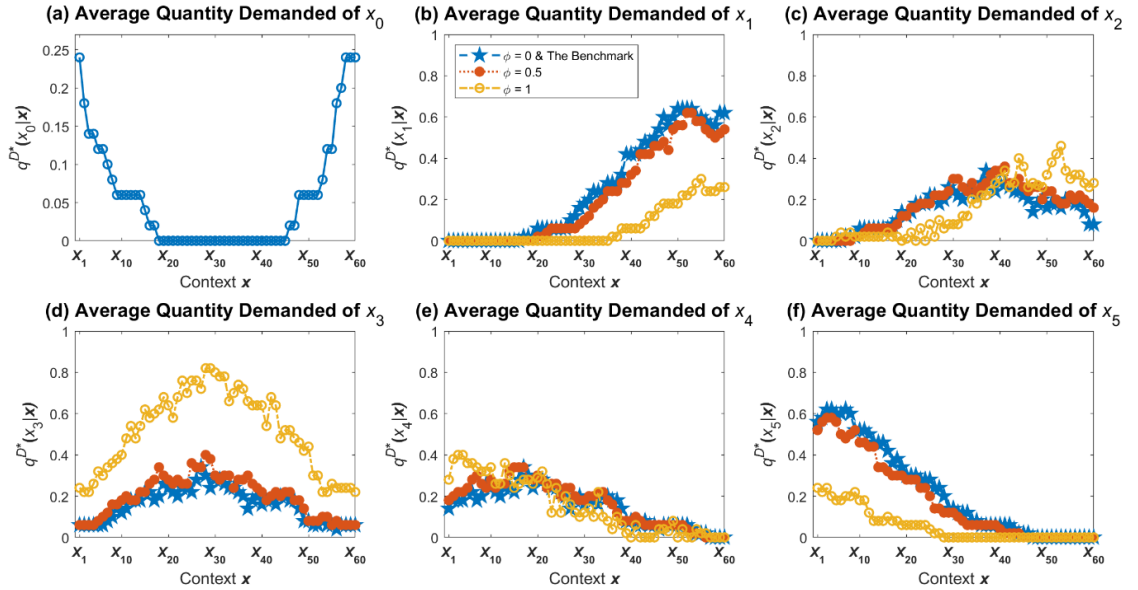 (a) Average Quantity Demanded of x0
q^D*(x0|x)
0.25
0.2
0.15
0.1
0.05
0
x1 x10 x20 x30 x40 x50 x60
Context x
(b) Average Quantity Demanded of x1
q^D*(x1|x)
1
0.8
0.6
0.4
0.2
0
ϕ = 0 & The Benchmark
ϕ = 0.5
ϕ = 1
x1 x10 x20 x30 x40 x50 x60
Context x
(c) Average Quantity Demanded of x2
q^D*(x2|x)
1
0.8
0.6
0.4
0.2
0
x1 x10 x20 x30 x40 x50 x60
Context x
(d) Average Quantity Demanded of x3
q^D*(x3|x)
1
0.8
0.6
0.4
0.2
0
x1 x10 x20 x30 x40 x50 x60
Context x
(e) Average Quantity Demanded of x4
q^D*(x4|x)
1
0.8
0.6
0.4
0.2
0
x1 x10 x20 x30 x40 x50 x60
Context x
(f) Average Quantity Demanded of x5
q^D*(x5|x)
1
0.8
0.6
0.4
0.2
0
x1 x10 x20 x30 x40 x50 x60
Context x